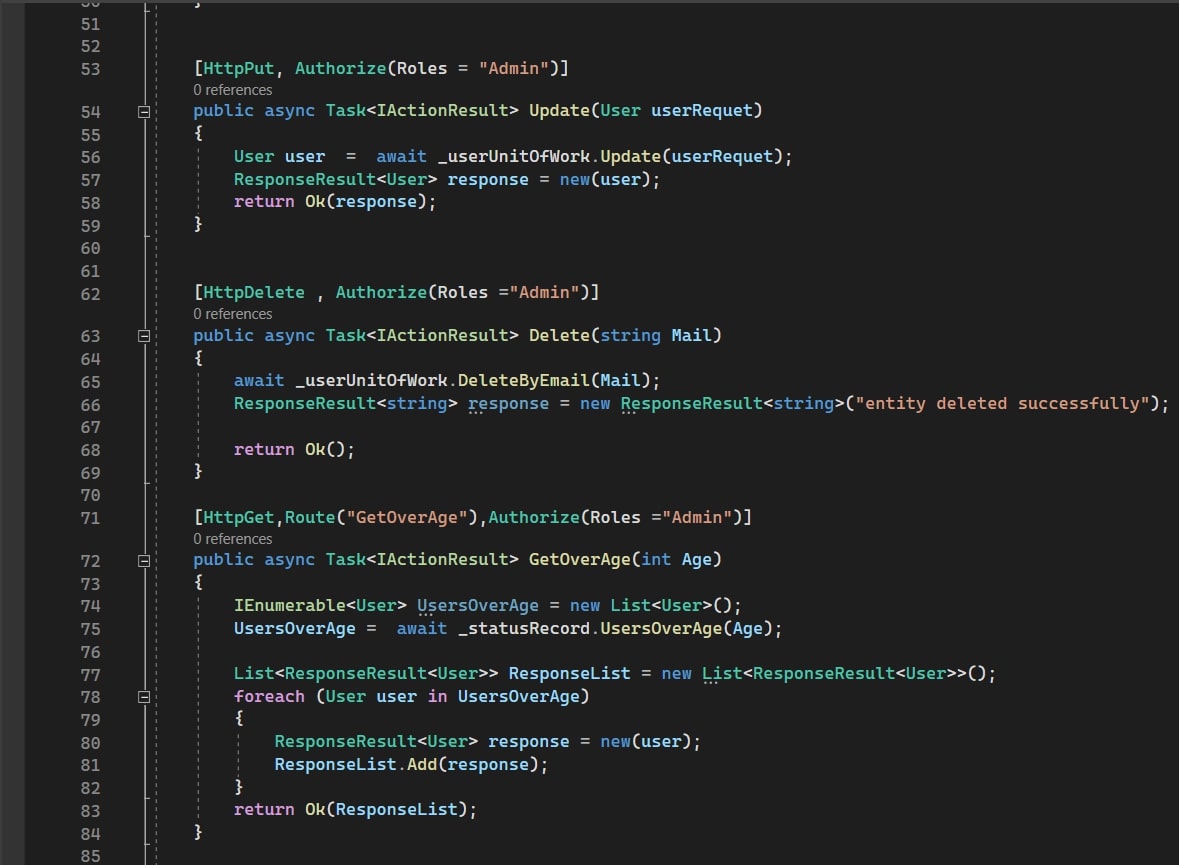 51
52
53 [HttpPut, Authorize(Roles = "Admin")]
0 references
54 public async Task<IActionResult> Update(User userRequet)
55 {
56 User user  =  await _userUnitOfWork.Update(userRequet);
57 ResponseResult<User> response = new(user);
58 return Ok(response);
59 }
60
61
62 [HttpDelete , Authorize(Roles ="Admin")]
0 references
63 public async Task<IActionResult> Delete(string Mail)
64 {
65 await _userUnitOfWork.DeleteByEmail(Mail);
66 ResponseResult<string> response = new ResponseResult<string>("entity deleted successfully");
67
68 return Ok();
69 }
70
71 [HttpGet,Route("GetOverAge"),Authorize(Roles ="Admin")]
0 references
72 public async Task<IActionResult> GetOverAge(int Age)
73 {
74 IEnumerable<User> UsersOverAge = new List<User>();
75 UsersOverAge =  await _statusRecord.UsersOverAge(Age);
76
77 List<ResponseResult<User>> ResponseList = new List<ResponseResult<User>>();
78 foreach (User user in UsersOverAge)
79 {
80 ResponseResult<User> response = new(user);
81 ResponseList.Add(response);
82 }
83 return Ok(ResponseList);
84 }
85